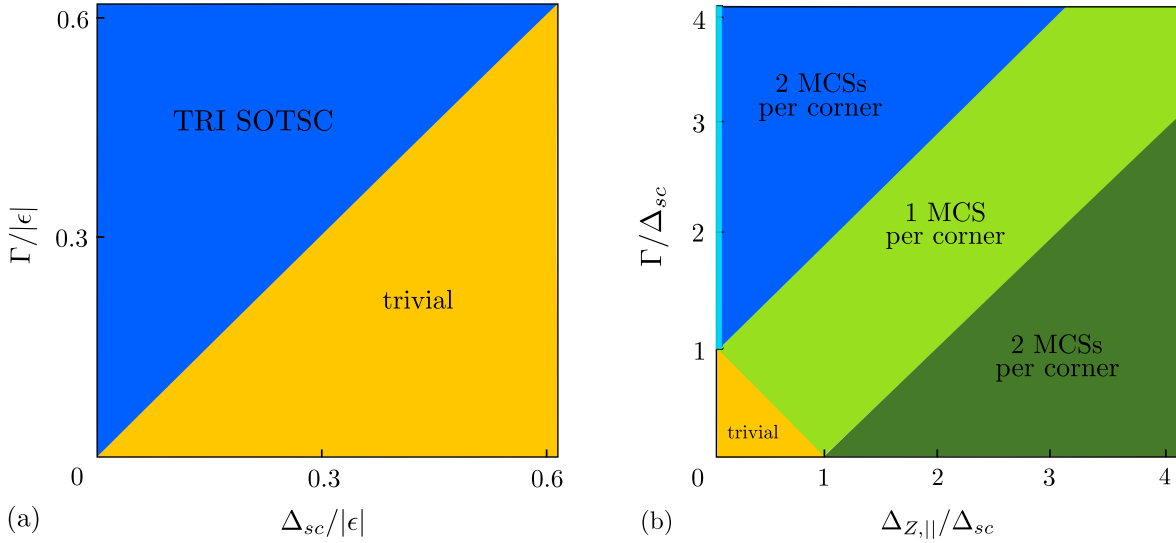 0.6
TRI SOTSC
Γ/|ϵ|
0.3
trivial
0
0.3
0.6
(a)
Δ_{sc}/|ϵ|
4
2 MCSs
per corner
3
Γ/Δ_{sc}
1 MCS
per corner
2
2 MCSs
per corner
1
trivial
0
1
2
3
4
(b)
Δ_{Z,||}/Δ_{sc}